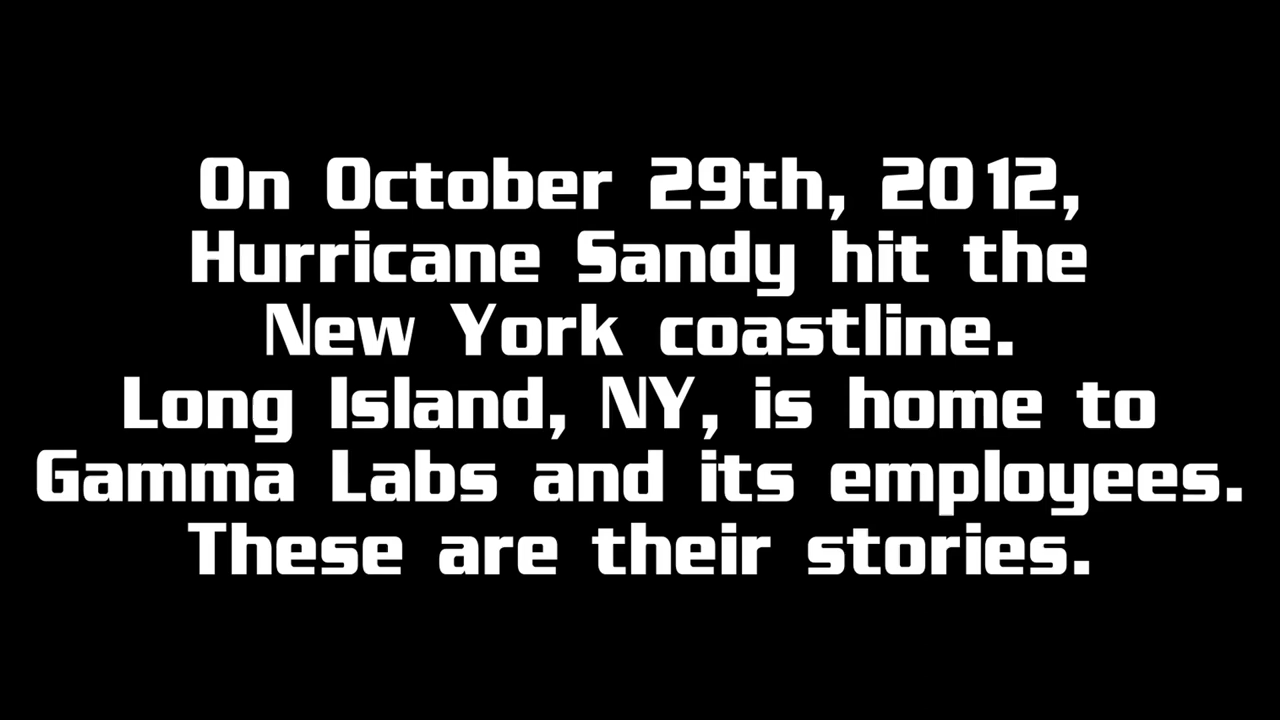 On October 29th, 2012,
Hurricane Sandy hit the
New York coastline.
Long Island, NY, is home to
Gamma Labs and its employees.
These are their stories.